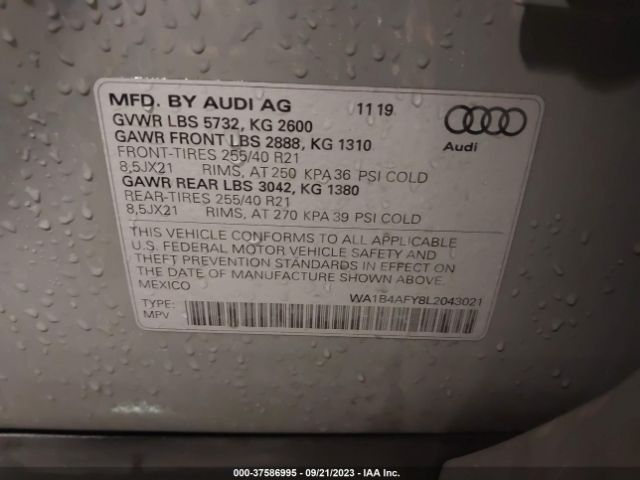 MFD. BY AUDI AG 11 19
GVWR LBS 5732, KG 2600
GAWR FRONT LBS 2888, KG 1310
FRONT-TIRES 255/40 R21
8,5JX21 RIMS, AT 250 KPA 36 PSI COLD
GAWR REAR LBS 3042, KG 1380
REAR-TIRES 255/40 R21
8,5JX21 RIMS, AT 270 KPA 39 PSI COLD
Audi
THIS VEHICLE CONFORMS TO ALL APPLICABLE
U.S. FEDERAL MOTOR VEHICLE SAFETY AND
THEFT PREVENTION STANDARDS IN EFFECT ON
THE DATE OF MANUFACTURE SHOWN ABOVE.
MEXICO WA1B4AFY8L2043021
TYPE:
MPV
000-37586995 - 09/21/2023 - IAA Inc.